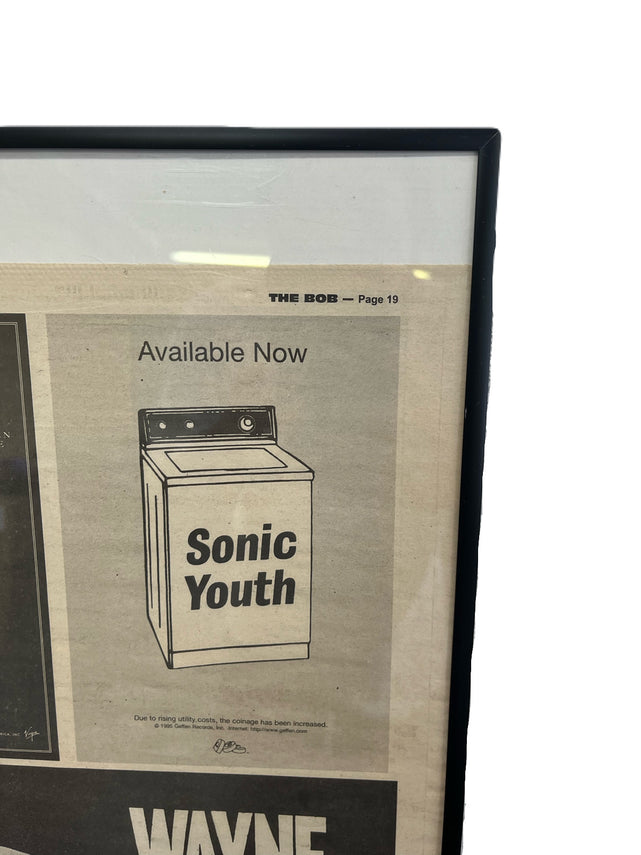 THE BOB — Page 19
Available Now
Sonic
Youth
Due to rising utility costs, the coinage has been increased.
© 1995 Geffen Records, Inc. Internet: http://www.geffen.com
Virgin
WAYNE